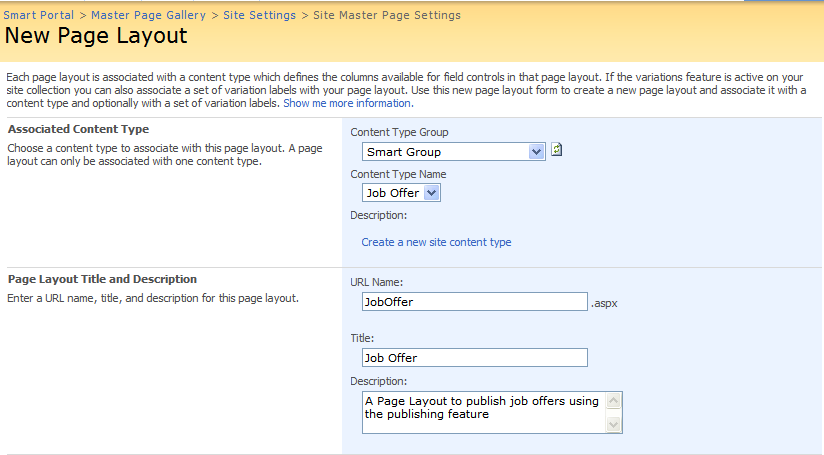 Smart Portal > Master Page Gallery > Site Settings > Site Master Page Settings
New Page Layout
Each page layout is associated with a content type which defines the columns available for field controls in that page layout. If the variations feature is active on your
site collection you can also associate a set of variation labels with your page layout. Use this new page layout form to create a new page layout and associate it with a
content type and optionally with a set of variation labels. Show me more information.
Associated Content Type
Choose a content type to associate with this page layout. A page
layout can only be associated with one content type.
Content Type Group
Smart Group
Content Type Name
Job Offer
Description:
Create a new site content type
Page Layout Title and Description
Enter a URL name, title, and description for this page layout.
URL Name:
JobOffer .aspx
Title:
Job Offer
Description:
A Page Layout to publish job offers using
the publishing feature